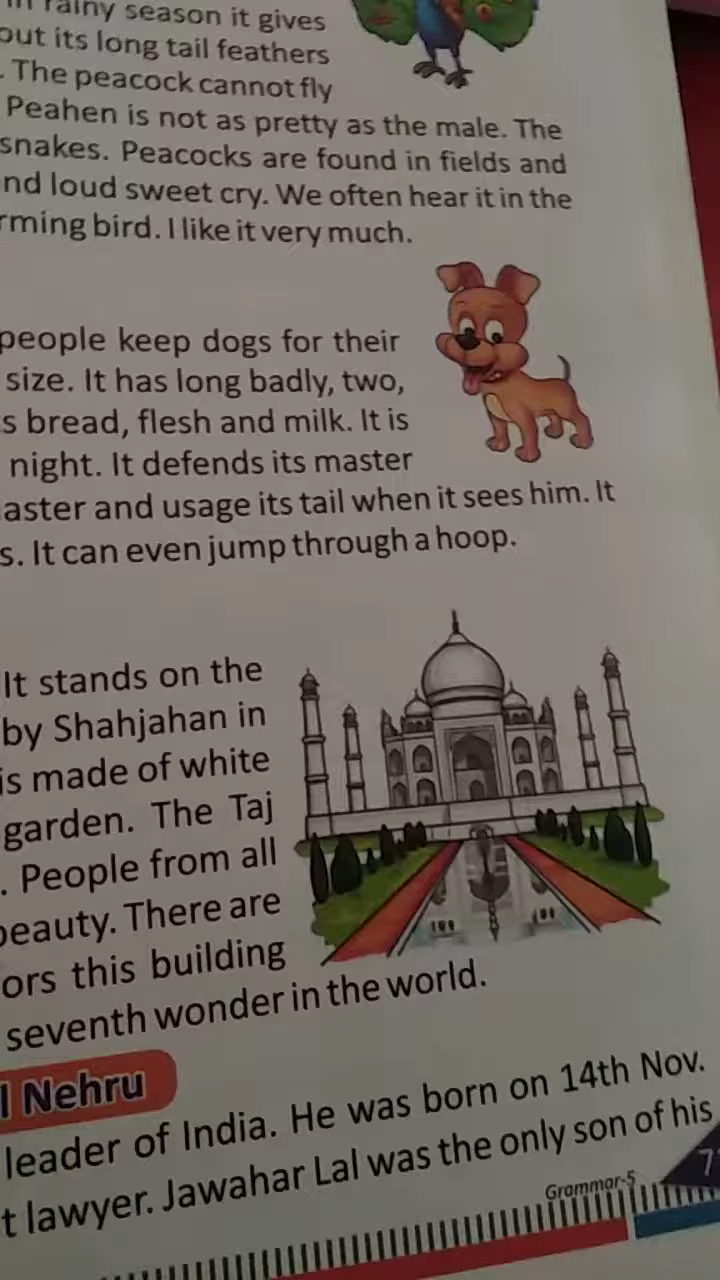 rainy season it gives
out its long tail feathers
. The peacock cannot fly
Peahen is not as pretty as the male. The
snakes. Peacocks are found in fields and
nd loud sweet cry. We often hear it in the
rming bird. I like it very much.
people keep dogs for their
size. It has long badly, two,
s bread, flesh and milk. It is
night. It defends its master
aster and usage its tail when it sees him. It
s. It can even jump through a hoop.
It stands on the
by Shahjahan in
is made of white
garden. The Taj
. People from all
beauty. There are
ors this building
seventh wonder in the world.
l Nehru
leader of India. He was born on 14th Nov.
t lawyer. Jawahar Lal was the only son of his
Grammar-5